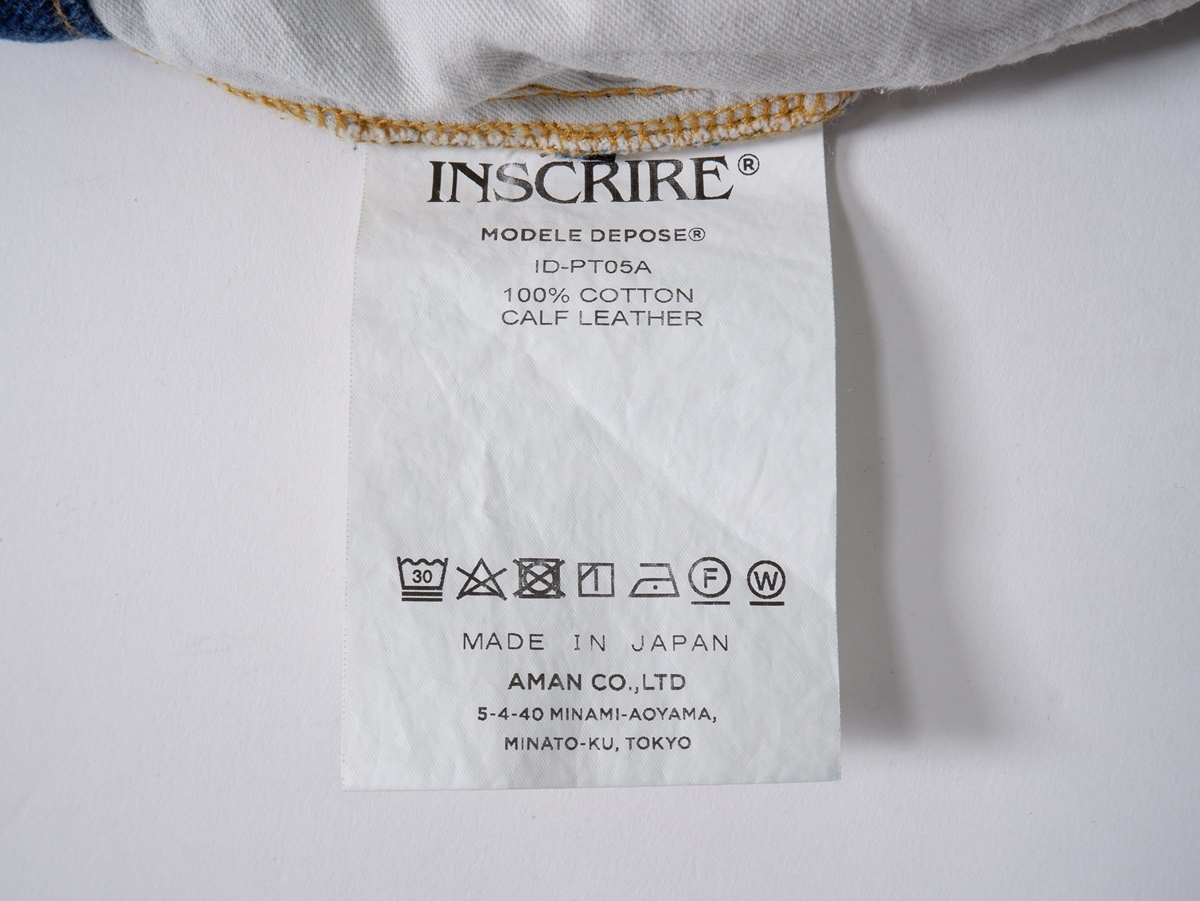 INSCRIRE®
MODELE DEPOSE®
ID-PT05A
100% COTTON
CALF LEATHER
30
F
W
MADE IN JAPAN
AMAN CO.,LTD
5-4-40 MINAMI-AOYAMA,
MINATO-KU, TOKYO